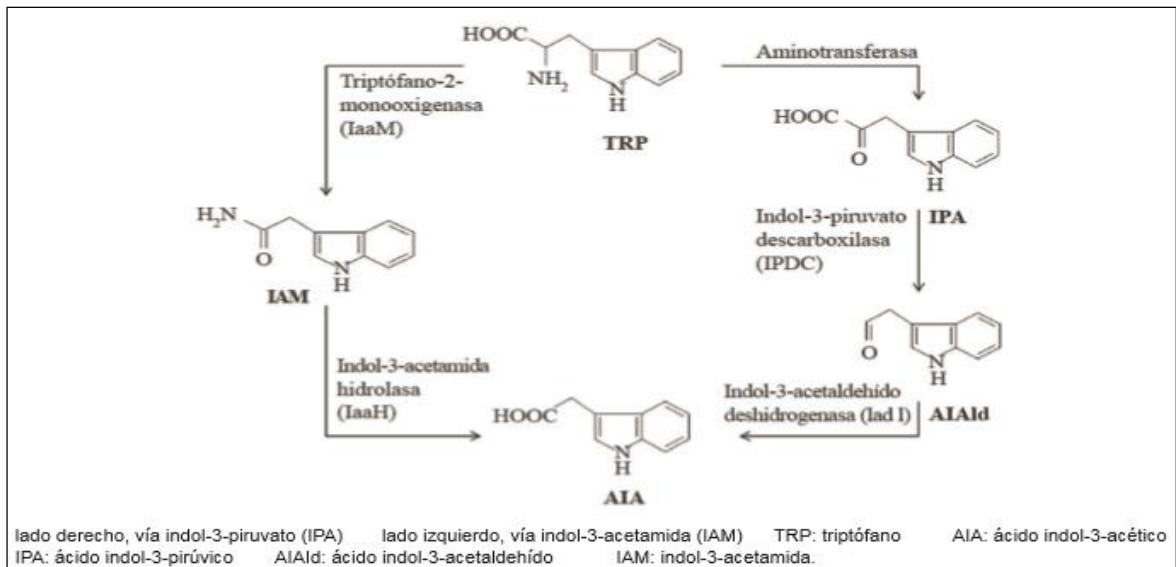 HOOC
NH2
N
H
TRP
Aminotransferasa
Triptófano-2-
monooxigenasa
(IaaM)
HOOC
O
N
H
IPA
H2N
O
N
H
IAM
Indol-3-piruvato
descarboxilasa
(IPDC)
O
N
H
AIAld
Indol-3-acetamida
hidrolasa
(IaaH)
HOOC
N
H
AIA
Indol-3-acetaldehído
deshidrogenasa (Iad I)
lado derecho, vía indol-3-piruvato (IPA) lado izquierdo, vía indol-3-acetamida (IAM) TRP: triptófano AIA: ácido indol-3-acético
IPA: ácido indol-3-pirúvico AIAld: ácido indol-3-acetaldehído IAM: indol-3-acetamida.